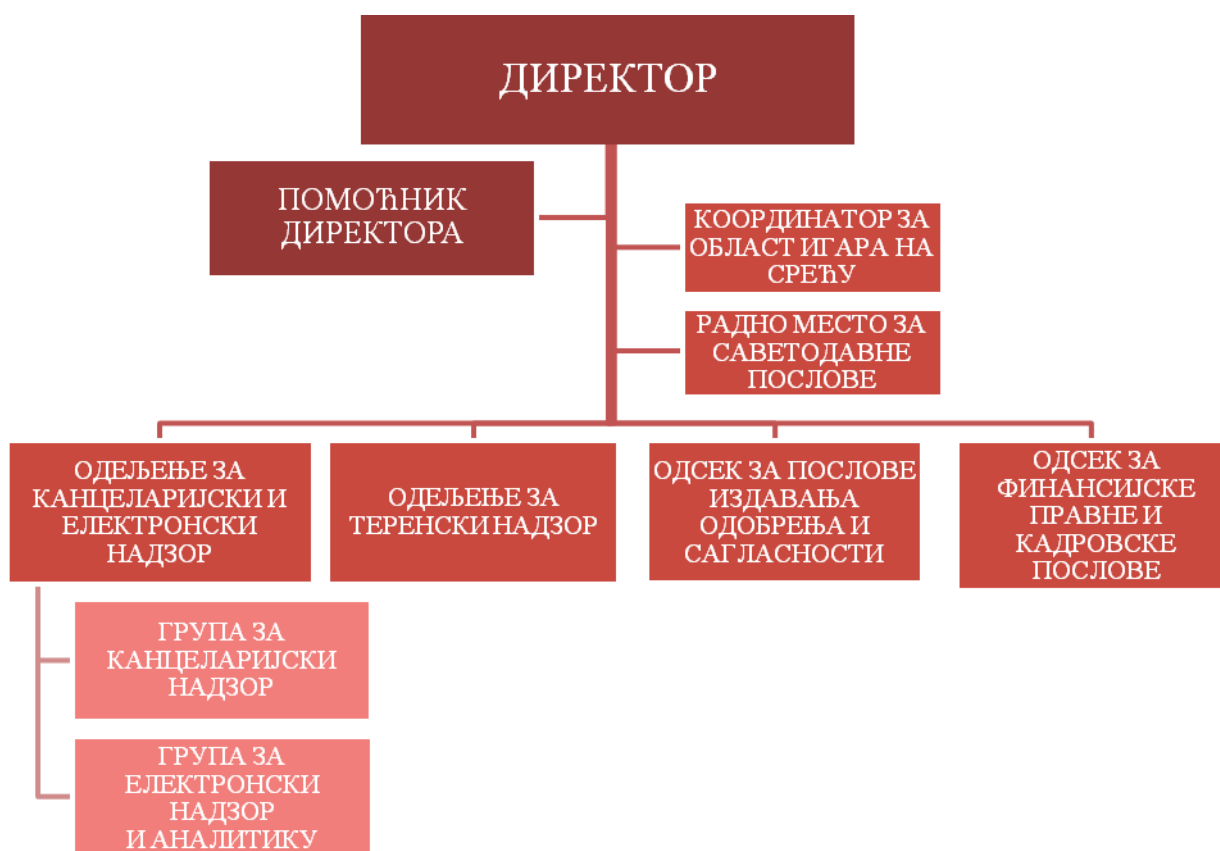 ДИРЕКТОР
ПОМОЋНИК
ДИРЕКТОРА
КООРДИНАТОР ЗА
ОБЛАСТ ИГАРА НА
СРЕЋУ
РАДНО МЕСТО ЗА
САВЕТОДАВНЕ
ПОСЛОВЕ
ОДЕЉЕЊЕ ЗА
КАНЦЕЛАРИЈСКИ И
ЕЛЕКТРОНСКИ
НАДЗОР
ОДЕЉЕЊЕ ЗА
ТЕРЕНСКИ НАДЗОР
ОДСЕК ЗА ПОСЛОВЕ
ИЗДАВАЊА
ОДОБРЕЊА И
САГЛАСНОСТИ
ОДСЕК ЗА
ФИНАНСИЈСКЕ
ПРАВНЕ И
КАДРОВСКЕ
ПОСЛОВЕ
ГРУПА ЗА
КАНЦЕЛАРИЈСКИ
НАДЗОР
ГРУПА ЗА
ЕЛЕКТРОНСКИ
НАДЗОР
И АНАЛИТИКУ